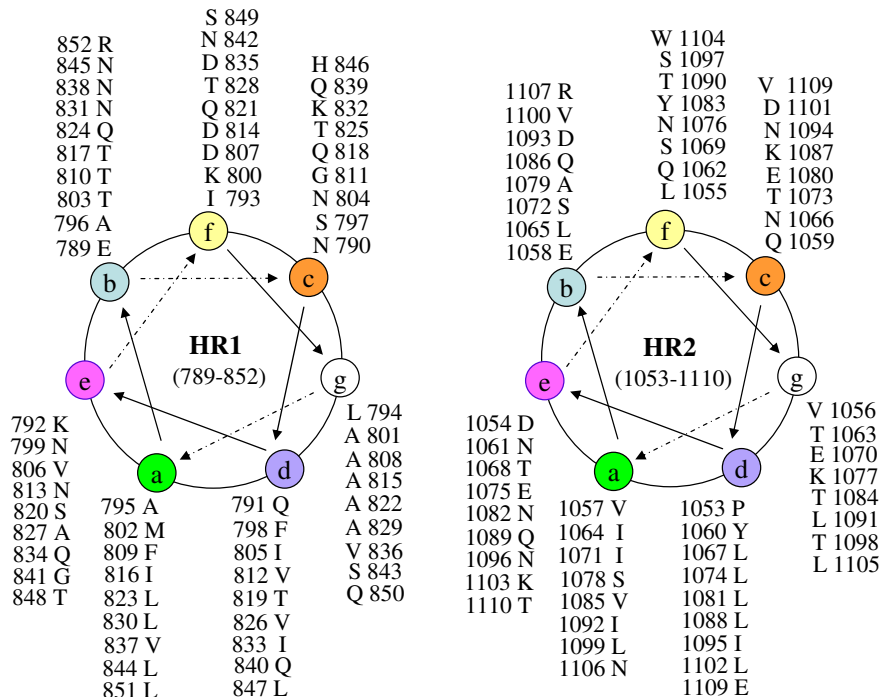 852 R
845 N
838 N
831 N
824 Q
817 T
810 T
803 T
796 A
789 E
S 849
N 842
D 835
T 828
Q 821
D 814
D 807
K 800
I 793
H 846
Q 839
K 832
T 825
Q 818
G 811
N 804
S 797
N 790
f
b
c
HR1
(789-852)
e
g
a
d
792 K
799 N
806 V
813 N
820 S
827 A
834 Q
841 G
848 T
795 A
802 M
809 F
816 I
823 L
830 L
837 V
844 L
851 L
791 Q
798 F
805 I
812 V
819 T
826 V
833 I
840 Q
847 L
L 794
A 801
A 808
A 815
A 822
A 829
V 836
S 843
Q 850
1107 R
1100 V
1093 D
1086 Q
1079 A
1072 S
1065 L
1058 E
W 1104
S 1097
T 1090
Y 1083
N 1076
S 1069
Q 1062
L 1055
V 1109
D 1101
N 1094
K 1087
E 1080
T 1073
N 1066
Q 1059
f
b
c
HR2
(1053-1110)
e
g
a
d
1054 D
1061 N
1068 T
1075 E
1082 N
1089 Q
1096 N
1103 K
1110 T
1057 V
1064 I
1071 I
1078 S
1085 V
1092 I
1099 L
1106 N
1053 P
1060 Y
1067 L
1074 L
1081 L
1088 L
1095 I
1102 L
1109 E
V 1056
T 1063
E 1070
K 1077
T 1084
L 1091
T 1098
L 1105